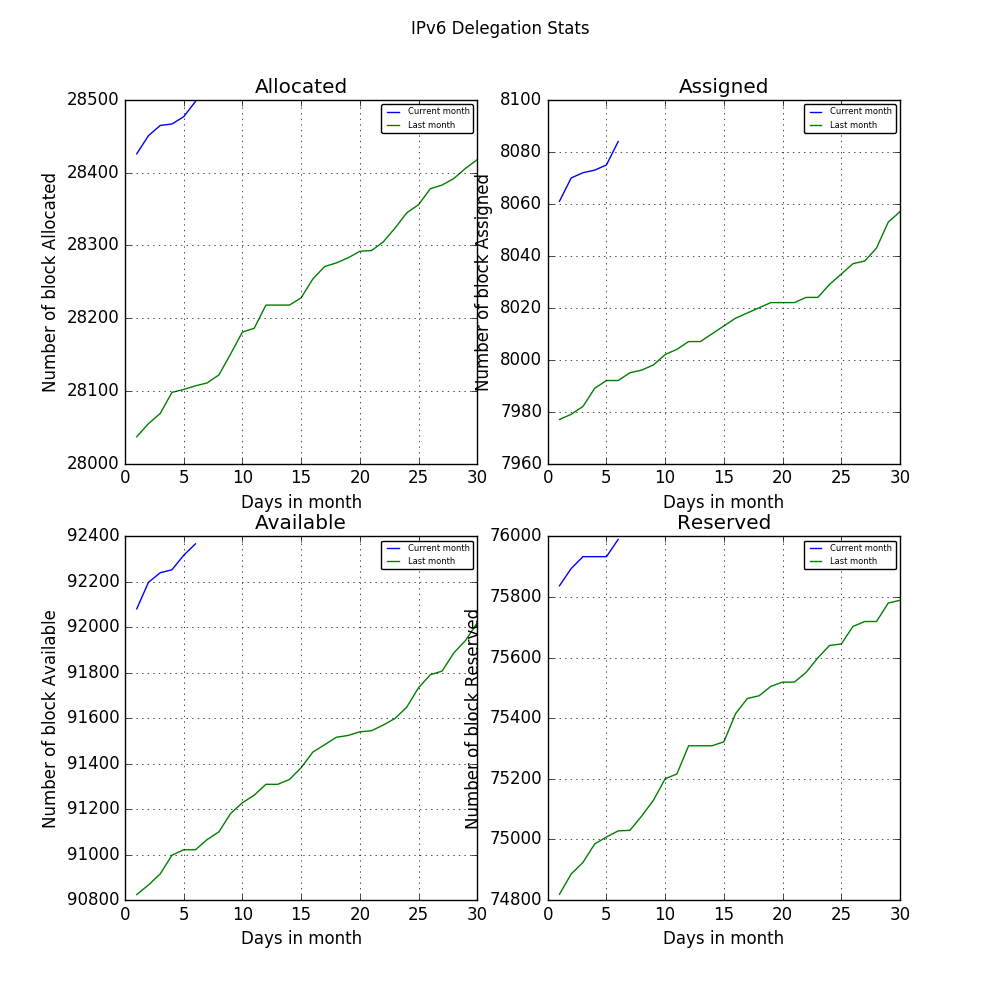 IPv6 Delegation Stats
Allocated
Number of block Allocated
28500
28400
28300
28200
28100
28000
0 5 10 15 20 25 30
Days in month
Current month
Last month
Assigned
Number of block Assigned
8100
8080
8060
8040
8020
8000
7980
7960
0 5 10 15 20 25 30
Days in month
Current month
Last month
Available
Number of block Available
92400
92200
92000
91800
91600
91400
91200
91000
90800
0 5 10 15 20 25 30
Days in month
Current month
Last month
Reserved
Number of block Reserved
76000
75800
75600
75400
75200
75000
74800
0 5 10 15 20 25 30
Days in month
Current month
Last month